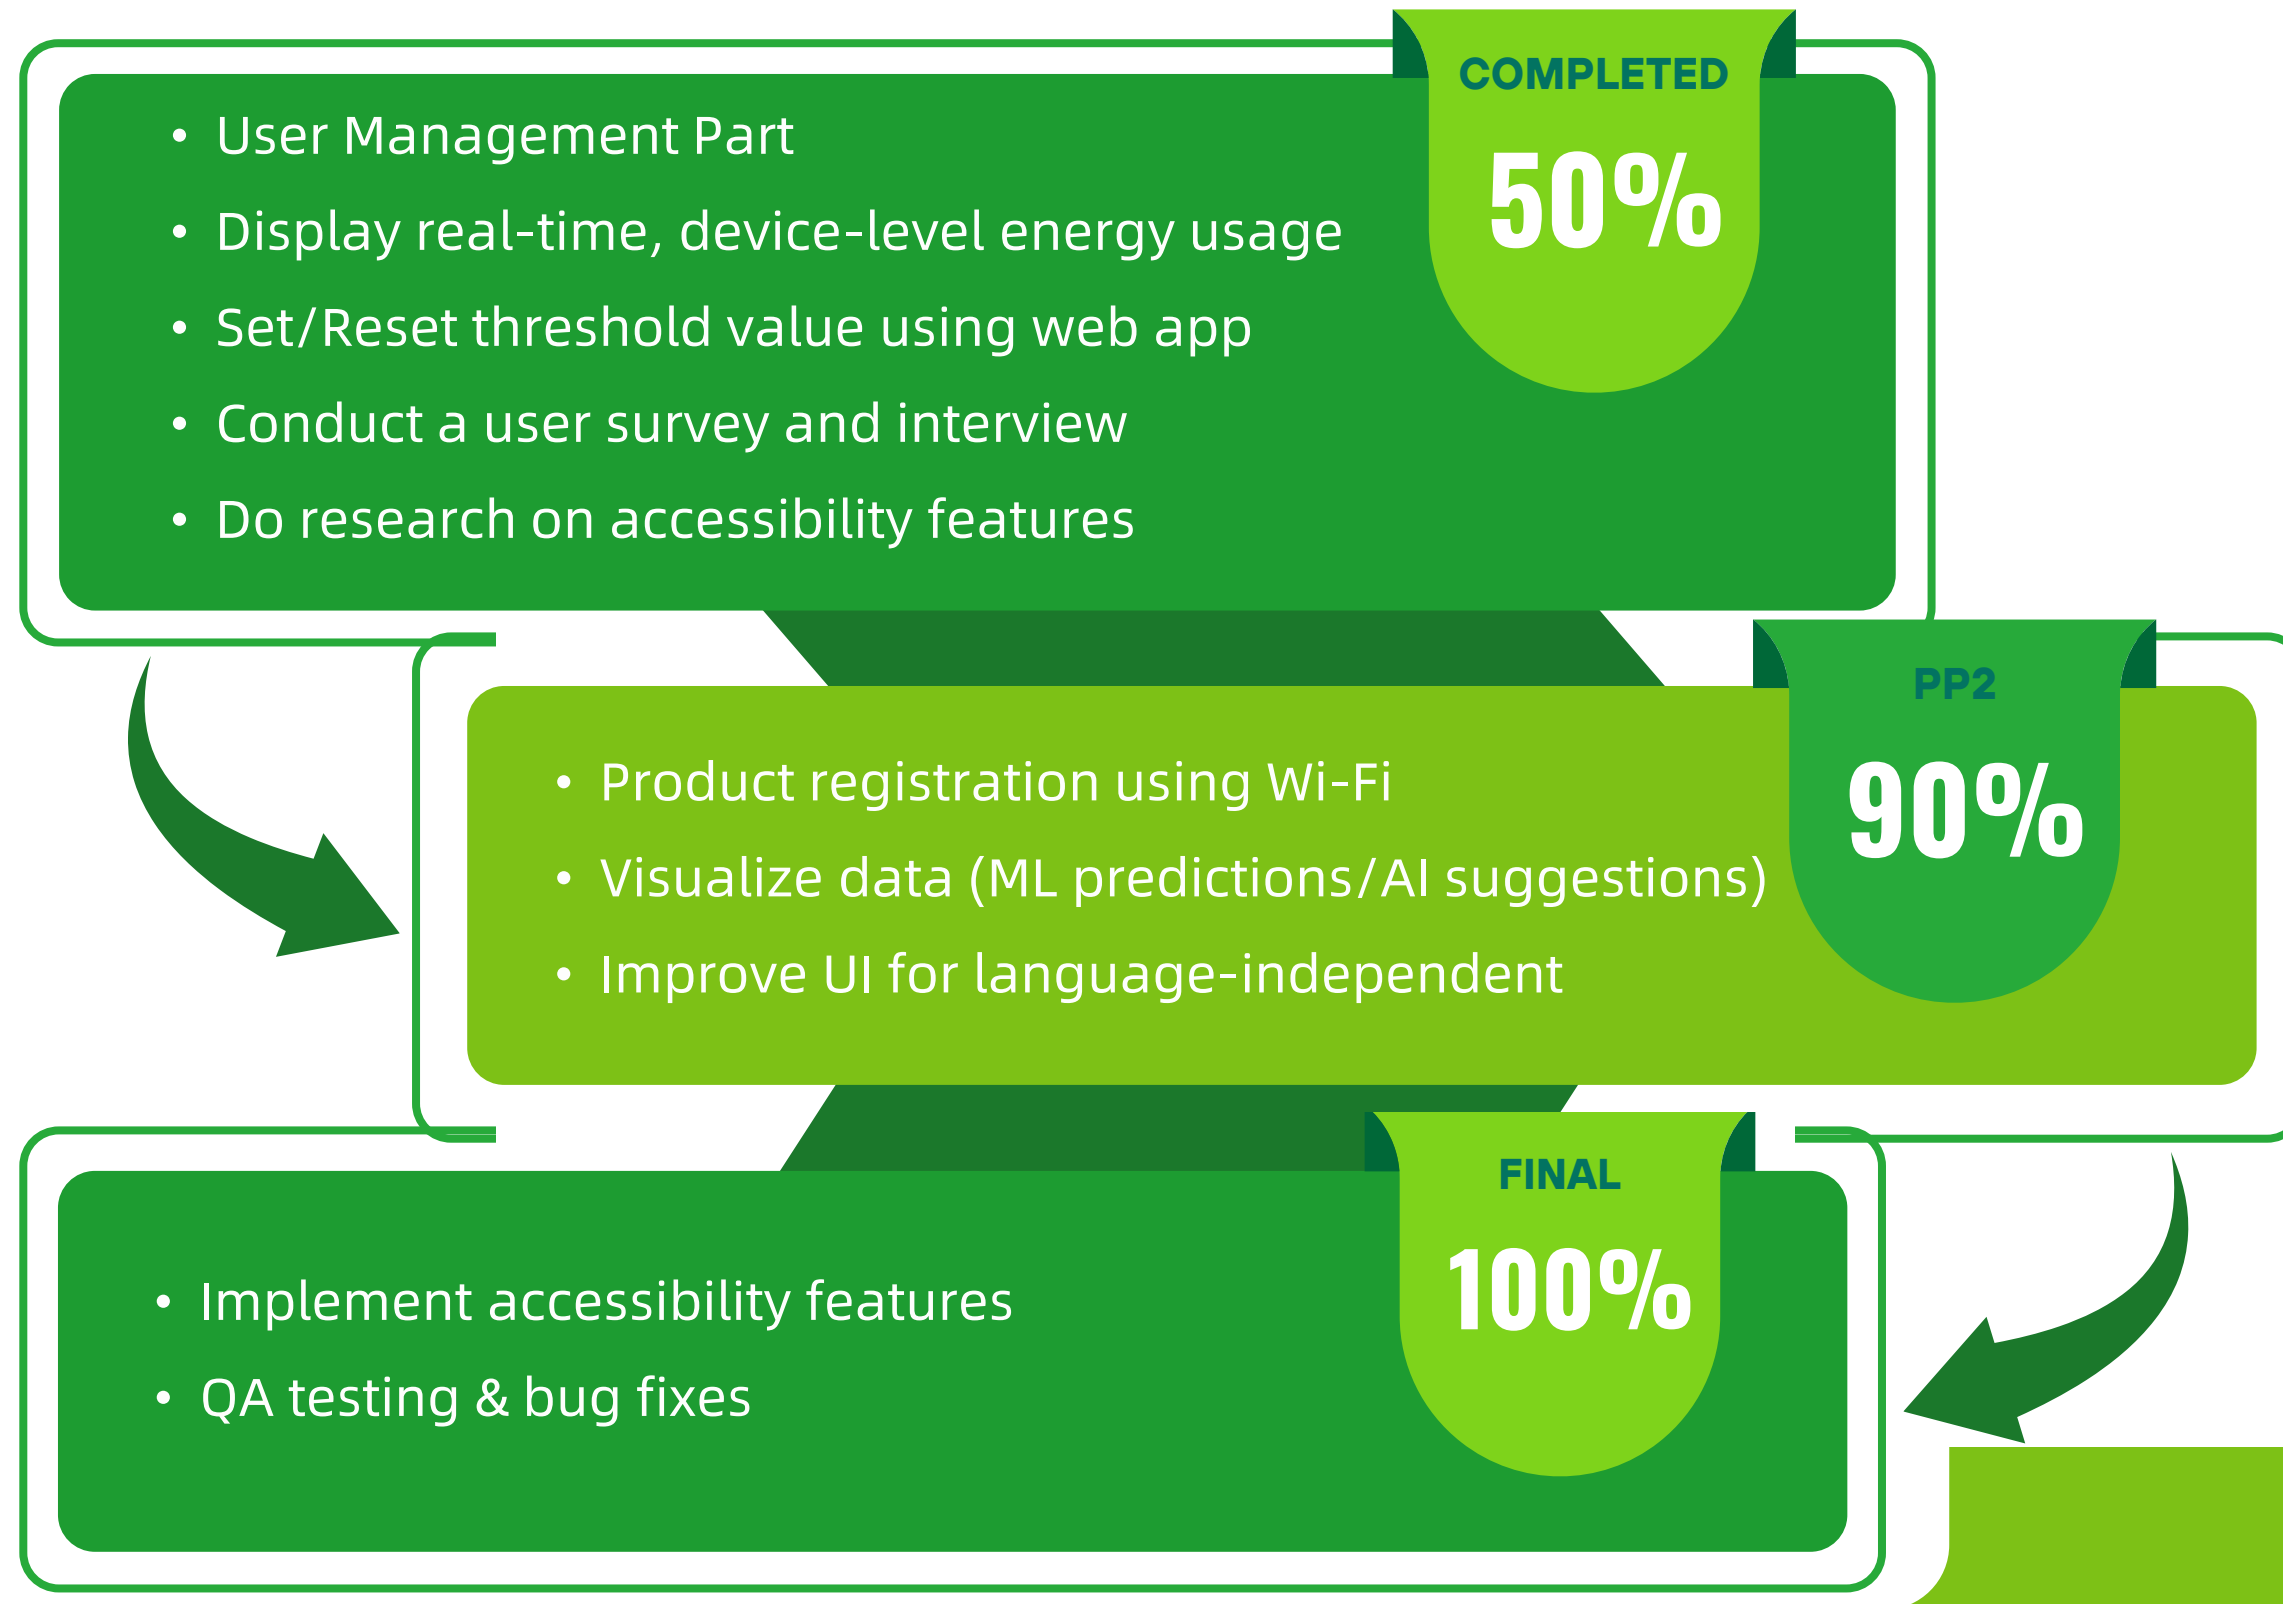 COMPLETED
50%
• User Management Part
• Display real-time, device-level energy usage
• Set/Reset threshold value using web app
• Conduct a user survey and interview
• Do research on accessibility features
PP2
90%
• Product registration using Wi-Fi
• Visualize data (ML predictions/AI suggestions)
• Improve UI for language-independent
FINAL
100%
• Implement accessibility features
• QA testing & bug fixes